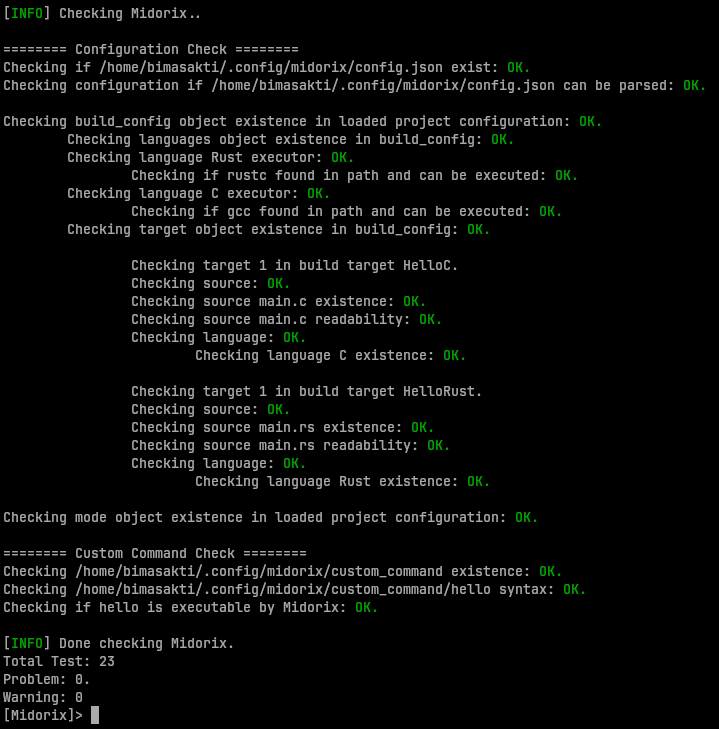 [INFO] Checking Midorix..
======== Configuration Check ========
Checking if /home/bimasakti/.config/midorix/config.json exist: OK.
Checking configuration if /home/bimasakti/.config/midorix/config.json can be parsed: OK.
Checking build_config object existence in loaded project configuration: OK.
Checking languages object existence in build_config: OK.
Checking language Rust executor: OK.
Checking if rustc found in path and can be executed: OK.
Checking language C executor: OK.
Checking if gcc found in path and can be executed: OK.
Checking target object existence in build_config: OK.
Checking target 1 in build target HelloC.
Checking source: OK.
Checking source main.c existence: OK.
Checking source main.c readability: OK.
Checking language: OK.
Checking language C existence: OK.
Checking target 1 in build target HelloRust.
Checking source: OK.
Checking source main.rs existence: OK.
Checking source main.rs readability: OK.
Checking language: OK.
Checking language Rust existence: OK.
Checking mode object existence in loaded project configuration: OK.
======== Custom Command Check ========
Checking /home/bimasakti/.config/midorix/custom_command existence: OK.
Checking /home/bimasakti/.config/midorix/custom_command/hello syntax: OK.
Checking if hello is executable by Midorix: OK.
[INFO] Done checking Midorix.
Total Test: 23
Problem: 0.
Warning: 0
[Midorix]>